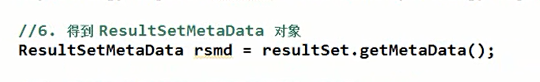 //6. 得到 ResultSetMetaData 对象
ResultSetMetaData rsmd = resultSet.getMetaData();